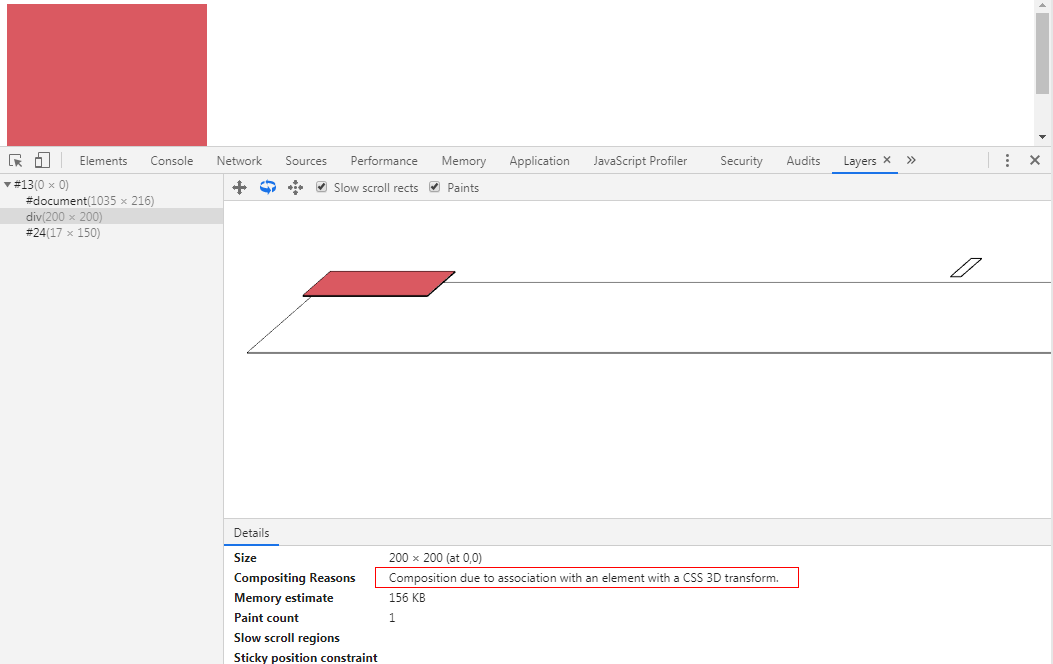 Elements Console Network Sources Performance Memory Application JavaScript Profiler Security Audits Layers
#13(0 × 0)
#document(1035 × 216)
div(200 × 200)
#24(17 × 150)
Slow scroll rects Paints
Details
Size 200 × 200 (at 0,0)
Compositing Reasons Composition due to association with an element with a CSS 3D transform.
Memory estimate 156 KB
Paint count 1
Slow scroll regions
Sticky position constraint